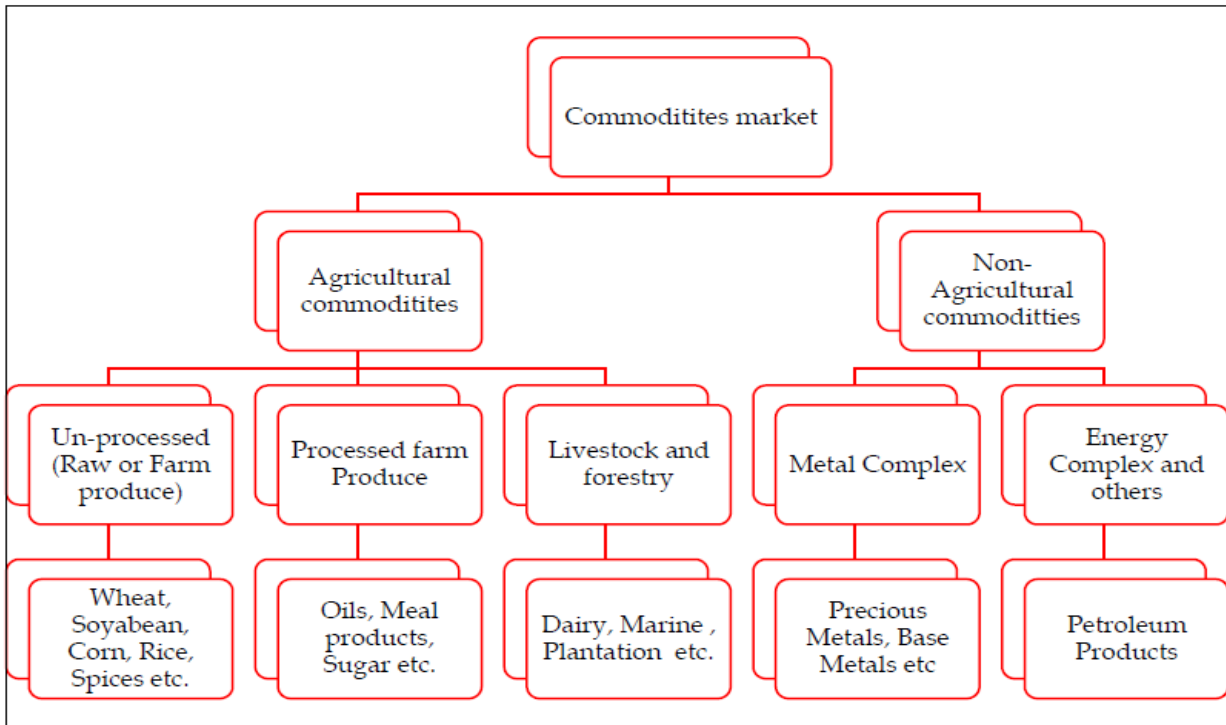 Commoditites market
Agricultural
commoditites
Non-
Agricultural
commoditties
Un-processed
(Raw or Farm
produce)
Processed farm
Produce
Livestock and
forestry
Metal Complex
Energy
Complex and
others
Wheat,
Soyabean,
Corn, Rice,
Spices etc.
Oils, Meal
products,
Sugar etc.
Dairy, Marine ,
Plantation etc.
Precious
Metals, Base
Metals etc
Petroleum
Products